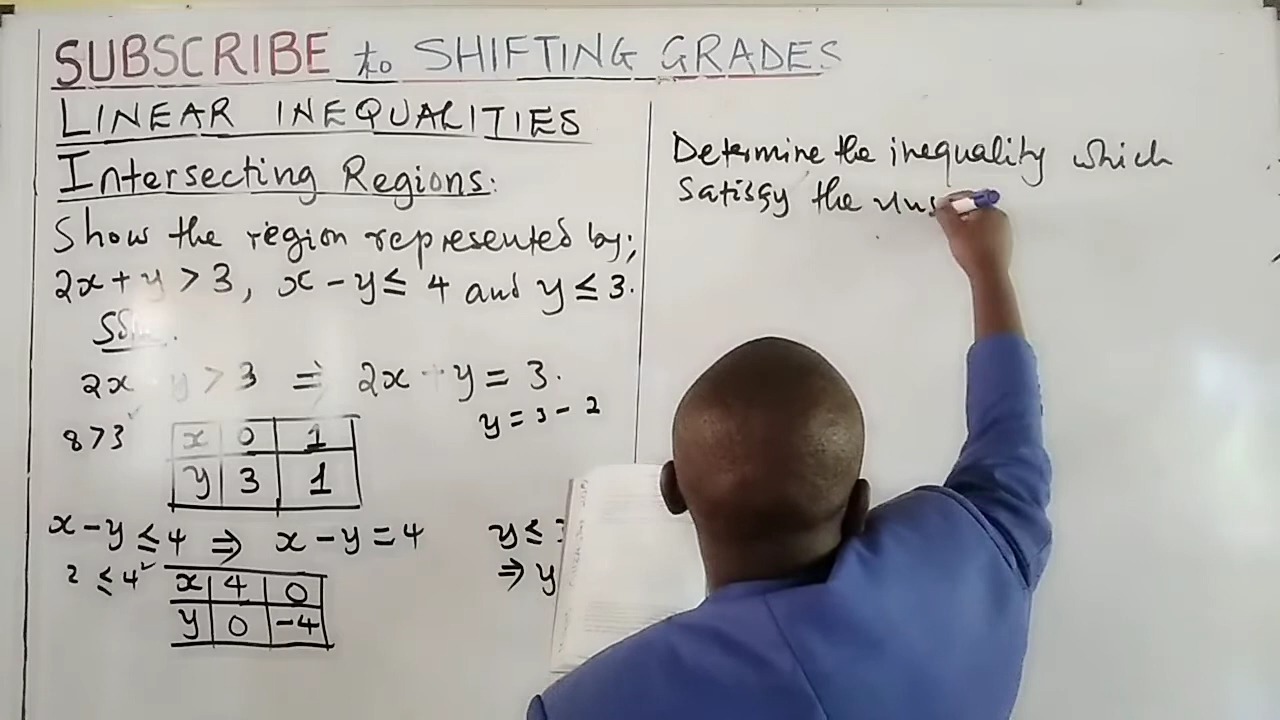 SUBSCRIBE to SHIFTING GRADES
LINEAR INEQUALITIES
Intersecting Regions:
Show the region represented by;
2x + y > 3, x - y ≤ 4 and y ≤ 3.
2x y > 3 ⇒ 2x + y = 3.
y = 3 - 2
8 > 3 ✓
x 0 1
y 3 1
x - y ≤ 4 ⇒ x - y = 4
2 ≤ 4 ✓
x 4 0
y 0 -4
y ≤
⇒ y
Determine the inequality which
Satisfy the uns